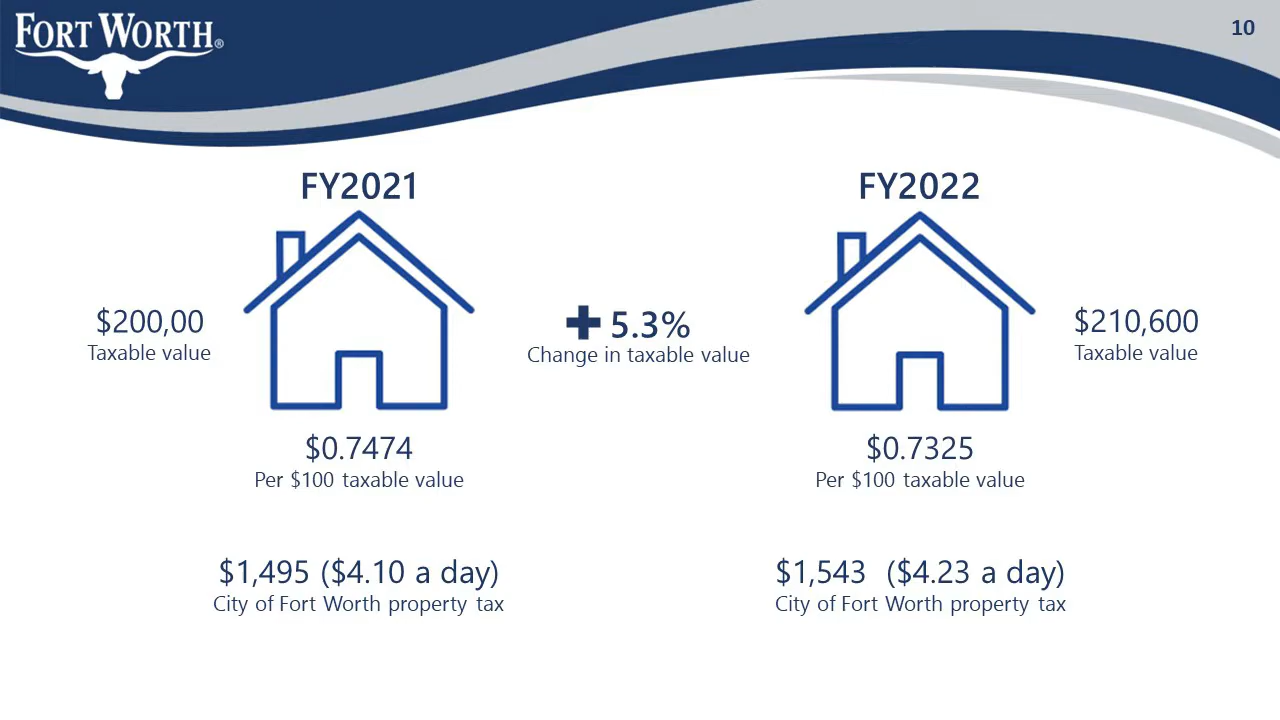 FORT WORTH®
10
FY2021
FY2022
$200,00
Taxable value
5.3%
Change in taxable value
$210,600
Taxable value
$0.7474
Per $100 taxable value
$0.7325
Per $100 taxable value
$1,495 ($4.10 a day)
City of Fort Worth property tax
$1,543 ($4.23 a day)
City of Fort Worth property tax